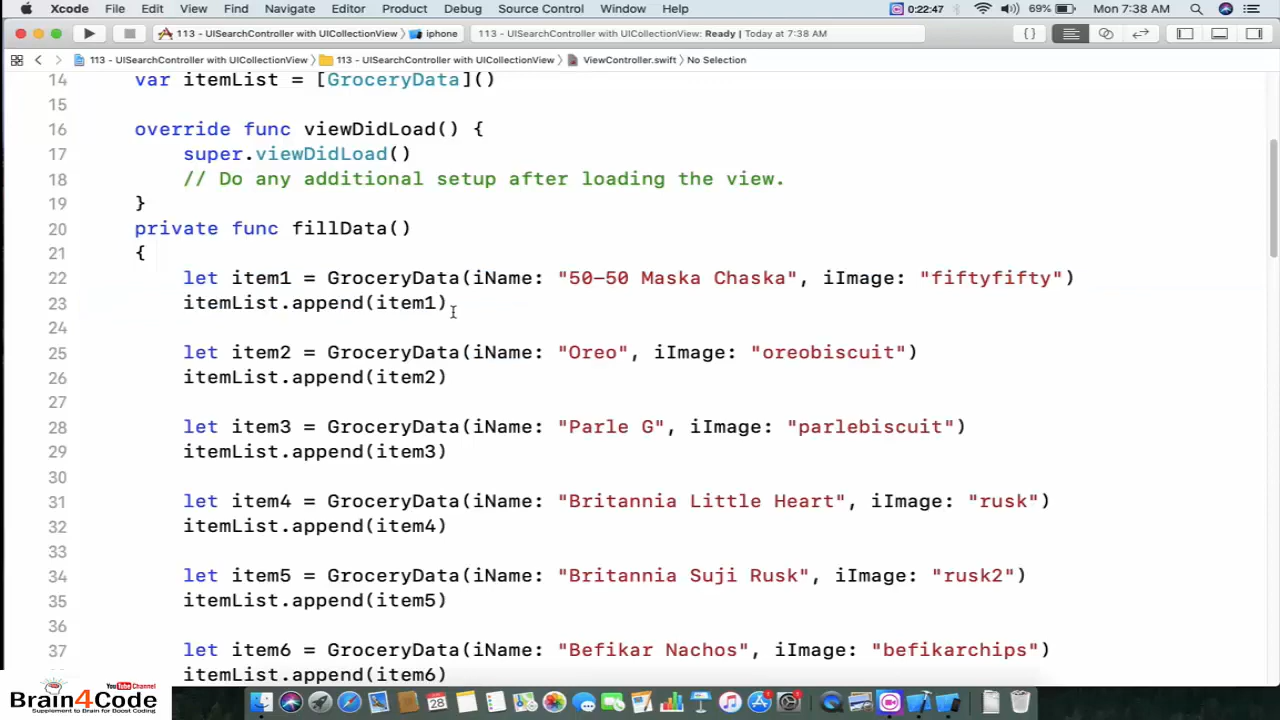 Xcode File Edit View Find Navigate Editor Product Debug Source Control Window Help 00:22:47 69% Mon 7:38 AM
113 - UISearchController with UICollectionView iphone 113 - UISearchController with UICollectionView: Ready | Today at 7:38 AM {}
113 - UISearchController with UICollectionView 113 - UISearchController with UICollectionView ViewController.swift No Selection
14 var itemList = [GroceryData]()
15
16 override func viewDidLoad() {
17 super.viewDidLoad()
18 // Do any additional setup after loading the view.
19 }
20 private func fillData()
21 {
22 let item1 = GroceryData(iName: "50-50 Maska Chaska", iImage: "fiftyfifty")
23 itemList.append(item1)
24
25 let item2 = GroceryData(iName: "Oreo", iImage: "oreobiscuit")
26 itemList.append(item2)
27
28 let item3 = GroceryData(iName: "Parle G", iImage: "parlebiscuit")
29 itemList.append(item3)
30
31 let item4 = GroceryData(iName: "Britannia Little Heart", iImage: "rusk")
32 itemList.append(item4)
33
34 let item5 = GroceryData(iName: "Britannia Suji Rusk", iImage: "rusk2")
35 itemList.append(item5)
36
37 let item6 = GroceryData(iName: "Befikar Nachos", iImage: "befikarchips")
itemList.append(item6)
YouTube Channel
Brain4Code
Supplement to Brain for Boost Coding
28